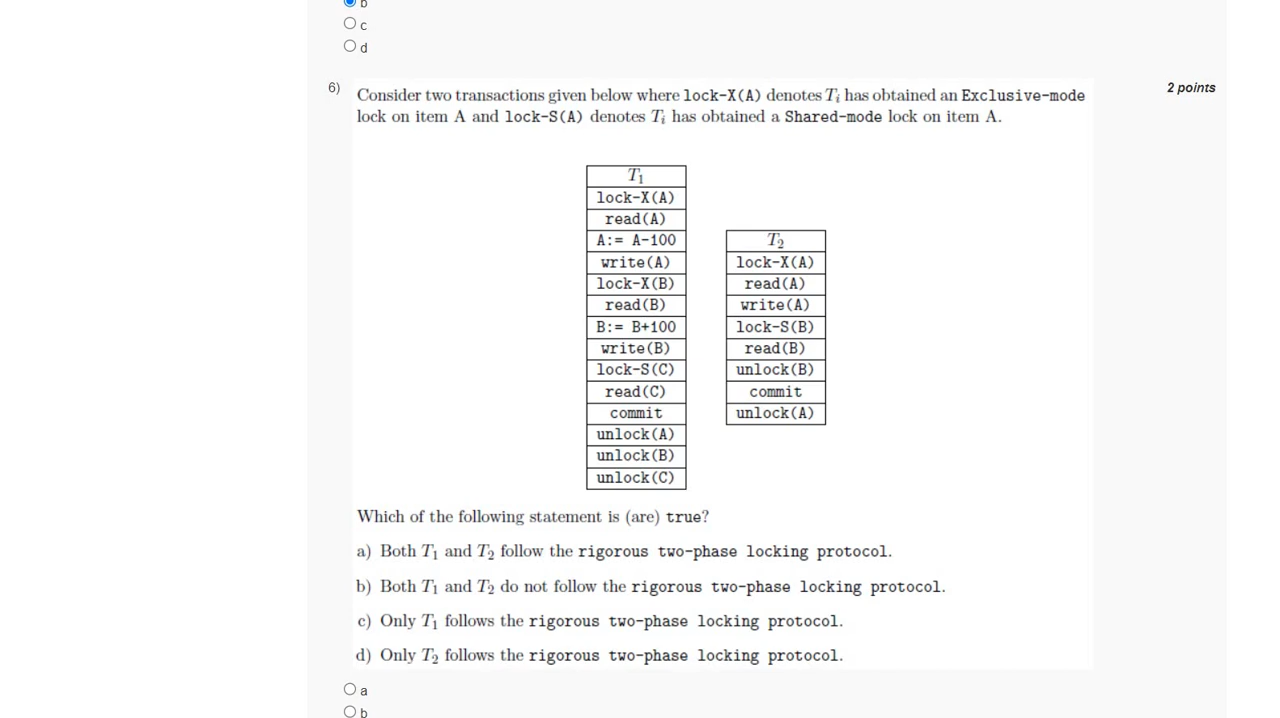 b
c
d
6) Consider two transactions given below where lock-X(A) denotes Ti has obtained an Exclusive-mode 2 points
lock on item A and lock-S(A) denotes Ti has obtained a Shared-mode lock on item A.
T1
lock-X(A)
read(A)
A:= A-100
write(A)
lock-X(B)
read(B)
B:= B+100
write(B)
lock-S(C)
read(C)
commit
unlock(A)
unlock(B)
unlock(C)
T2
lock-X(A)
read(A)
write(A)
lock-S(B)
read(B)
unlock(B)
commit
unlock(A)
Which of the following statement is (are) true?
a) Both T1 and T2 follow the rigorous two-phase locking protocol.
b) Both T1 and T2 do not follow the rigorous two-phase locking protocol.
c) Only T1 follows the rigorous two-phase locking protocol.
d) Only T2 follows the rigorous two-phase locking protocol.
a
b